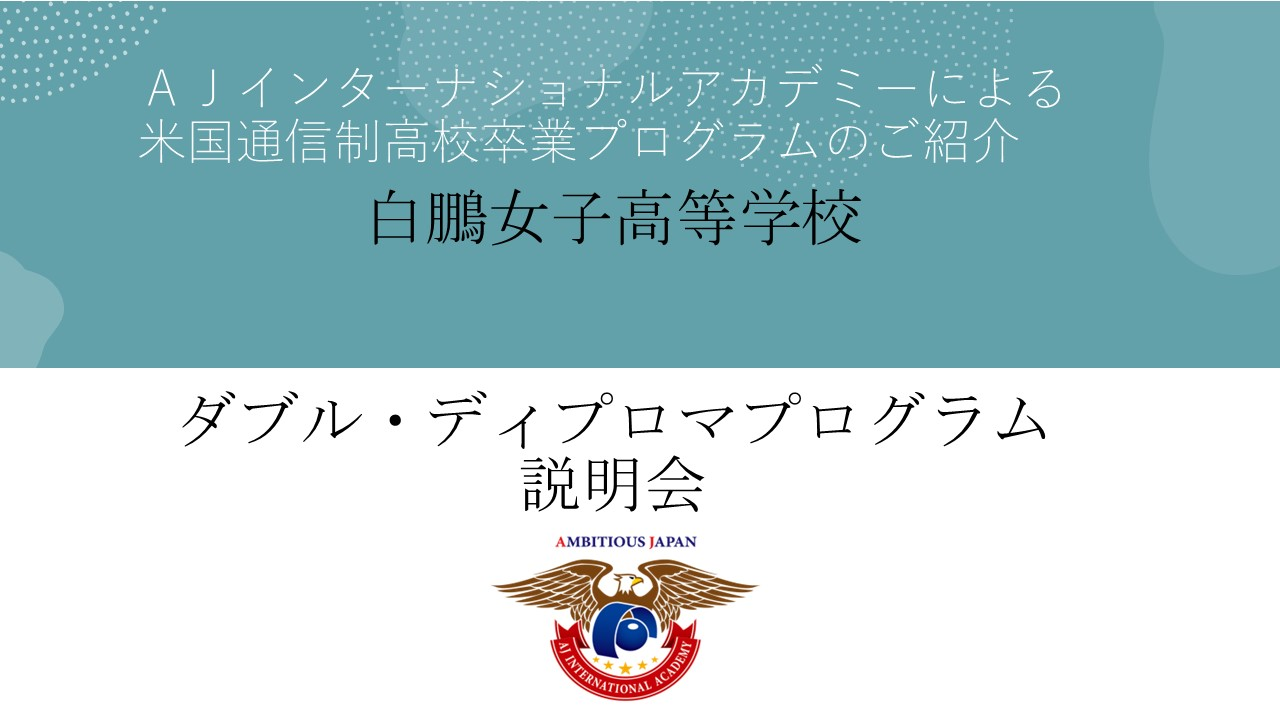 ＡＪインターナショナルアカデミーによる
米国通信制高校卒業プログラムのご紹介
白鵬女子高等学校
ダブル・ディプロマプログラム
説明会
AMBITIOUS JAPAN
AJ INTERNATIONAL ACADEMY